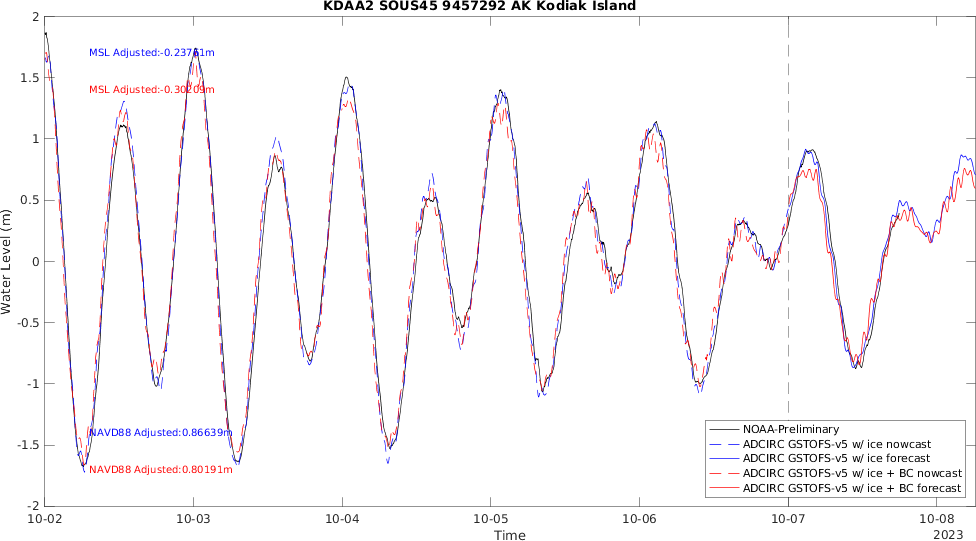 KDAA2 SOUS45 9457292 AK Kodiak Island
2
1.5
1
0.5
0
-0.5
-1
-1.5
-2
Water Level (m)
MSL Adjusted:-0.23761m
MSL Adjusted:-0.30209m
NAVD88 Adjusted:0.86639m
NAVD88 Adjusted:0.80191m
NOAA-Preliminary
ADCIRC GSTOFS-v5 w/ ice nowcast
ADCIRC GSTOFS-v5 w/ ice forecast
ADCIRC GSTOFS-v5 w/ ice + BC nowcast
ADCIRC GSTOFS-v5 w/ ice + BC forecast
10-02 10-03 10-04 10-05 10-06 10-07 10-08
Time
2023